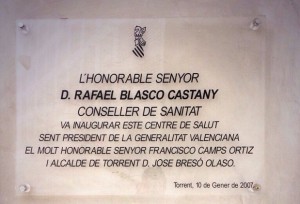 L'HONORABLE SENYOR
D. RAFAEL BLASCO CASTANY
CONSELLER DE SANITAT
VA INAUGURAR ESTE CENTRE DE SALUT
SENT PRESIDENT DE LA GENERALITAT VALENCIANA
EL MOLT HONORABLE SENYOR FRANCISCO CAMPS ORTIZ
I ALCALDE DE TORRENT D. JOSE BRESÓ OLASO.
Torrent, 10 de Gener de 2007